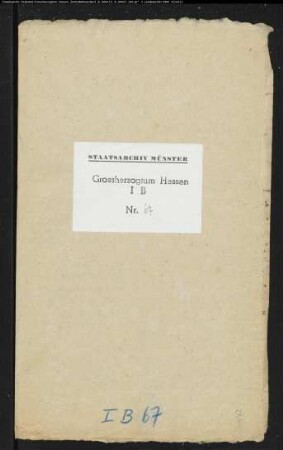 STAATSARCHIV MÜNSTER
Grossherzogtum Hessen
I B
Nr. 67
I B 67